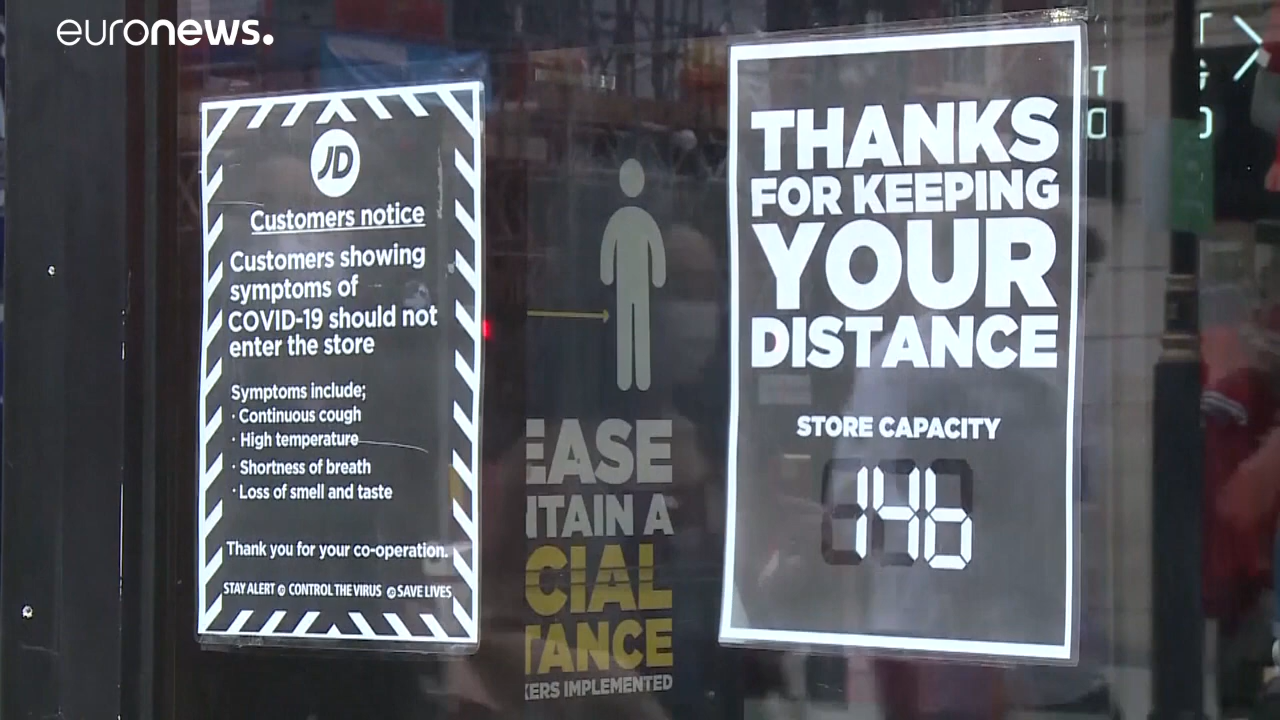 euronews.
JD
Customers notice
Customers showing
symptoms of
COVID-19 should not
enter the store
Symptoms include;
· Continuous cough
· High temperature
· Shortness of breath
· Loss of smell and taste
Thank you for your co-operation.
STAY ALERT CONTROL THE VIRUS SAVE LIVES
EASE
TAIN A
CIAL
TANCE
KERS IMPLEMENTED
THANKS
FOR KEEPING
YOUR
DISTANCE
STORE CAPACITY
146